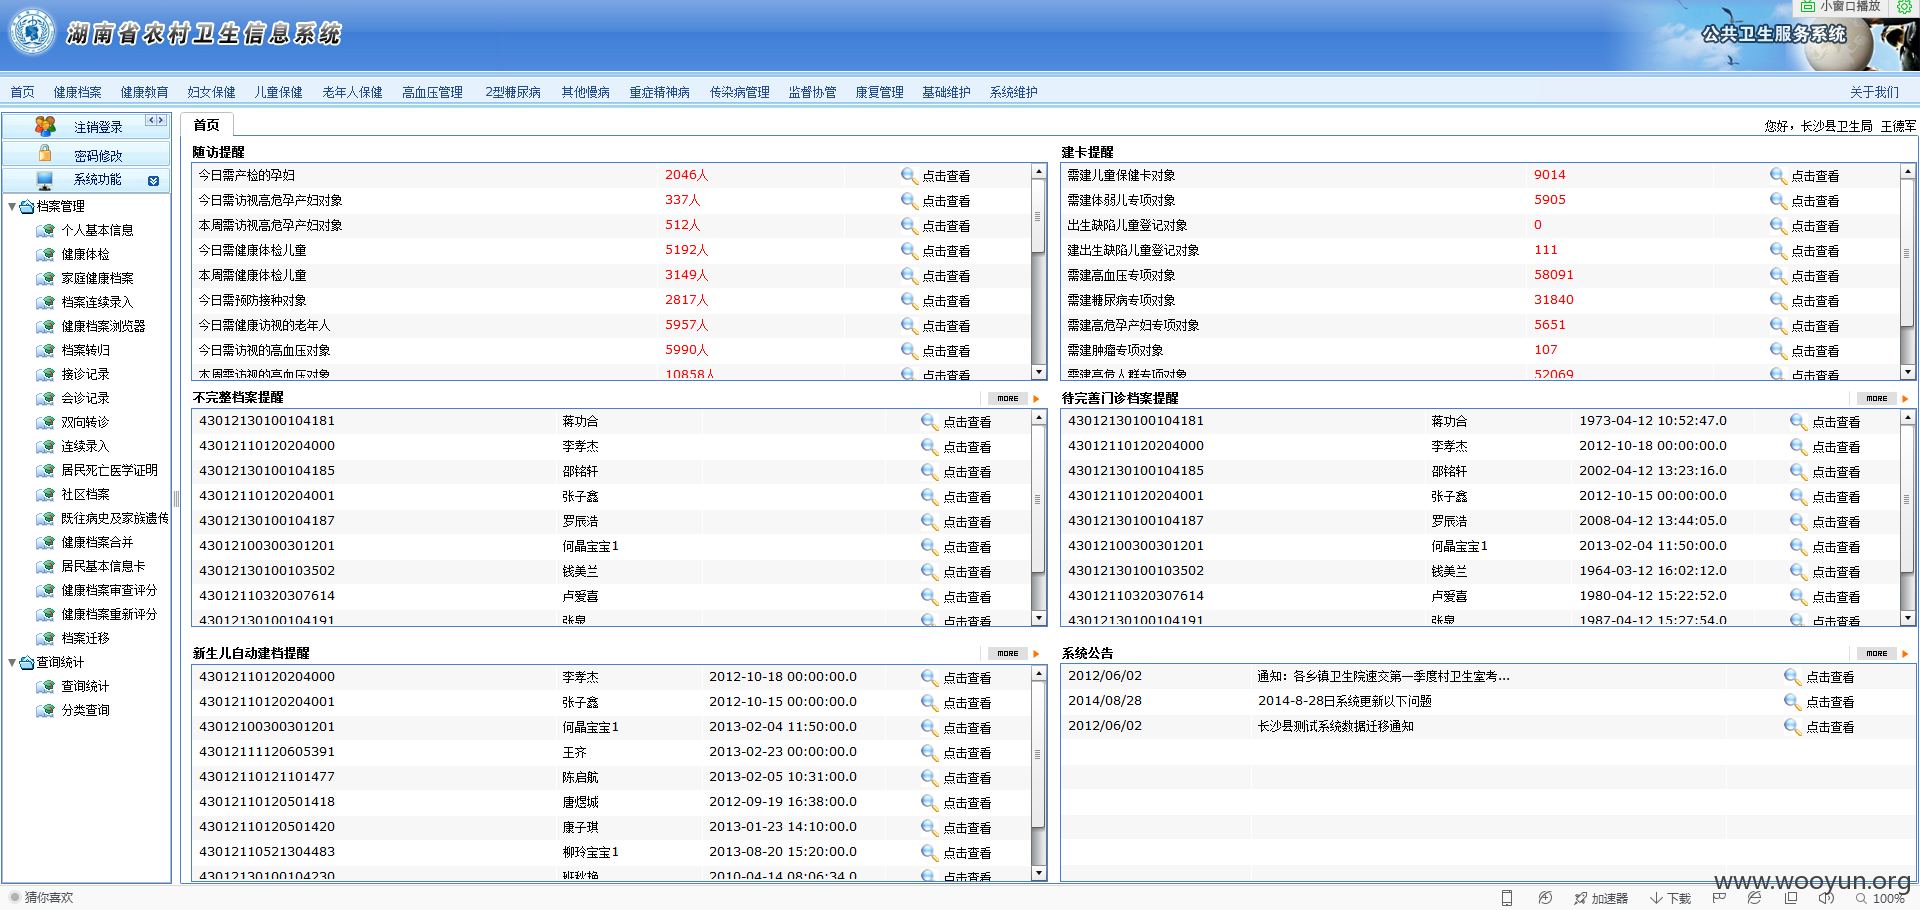 湖南省农村卫生信息系统
小窗口播放
公共卫生服务系统
首页 健康档案 健康教育 妇女保健 儿童保健 老年人保健 高血压管理 2型糖尿病 其他慢病 重症精神病 传染病管理 监督协管 康复管理 基础维护 系统维护 关于我们
注销登录
密码修改
系统功能
档案管理
个人基本信息
健康体检
家庭健康档案
档案连续录入
健康档案浏览器
档案转归
接诊记录
会诊记录
双向转诊
连续录入
居民死亡医学证明
社区档案
既往病史及家族遗传
健康档案合并
居民基本信息卡
健康档案审查评分
健康档案重新评分
档案迁移
查询统计
查询统计
分类查询
首页
您好，长沙县卫生局 王德军
随访提醒
今日需产检的孕妇 2046人 点击查看
今日需访视高危孕产妇对象 337人 点击查看
本周需访视高危孕产妇对象 512人 点击查看
今日需健康体检儿童 5192人 点击查看
本周需健康体检儿童 3149人 点击查看
今日需预防接种对象 2817人 点击查看
今日需健康访视的老年人 5957人 点击查看
今日需访视的高血压对象 5990人 点击查看
本周需访视的高血压对象 10858人 点击查看
建卡提醒
需建儿童保健卡对象 9014 点击查看
需建体弱儿专项对象 5905 点击查看
出生缺陷儿童登记对象 0 点击查看
建出生缺陷儿童登记对象 111 点击查看
需建高血压专项对象 58091 点击查看
需建糖尿病专项对象 31840 点击查看
需建高危孕产妇专项对象 5651 点击查看
需建肿瘤专项对象 107 点击查看
需建高危人群专项对象 52069 点击查看
不完整档案提醒 MORE
43012130100104181 蒋功合 点击查看
43012110120204000 李孝杰 点击查看
43012130100104185 邵铭轩 点击查看
43012110120204001 张子鑫 点击查看
43012130100104187 罗辰浩 点击查看
43012100300301201 何晶宝宝1 点击查看
43012130100103502 钱美兰 点击查看
43012110320307614 卢爱喜 点击查看
43012130100104191 张泉 点击查看
待完善门诊档案提醒 MORE
43012130100104181 蒋功合 1973-04-12 10:52:47.0 点击查看
43012110120204000 李孝杰 2012-10-18 00:00:00.0 点击查看
43012130100104185 邵铭轩 2002-04-12 13:23:16.0 点击查看
43012110120204001 张子鑫 2012-10-15 00:00:00.0 点击查看
43012130100104187 罗辰浩 2008-04-12 13:44:05.0 点击查看
43012100300301201 何晶宝宝1 2013-02-04 11:50:00.0 点击查看
43012130100103502 钱美兰 1964-03-12 16:02:12.0 点击查看
43012110320307614 卢爱喜 1980-04-12 15:22:52.0 点击查看
43012130100104191 张泉 1987-04-12 15:27:54.0 点击查看
新生儿自动建档提醒 MORE
43012110120204000 李孝杰 2012-10-18 00:00:00.0 点击查看
43012110120204001 张子鑫 2012-10-15 00:00:00.0 点击查看
43012100300301201 何晶宝宝1 2013-02-04 11:50:00.0 点击查看
43012111120605391 王齐 2013-02-23 00:00:00.0 点击查看
43012110121101477 陈启航 2013-02-05 10:31:00.0 点击查看
43012110120501418 唐煜城 2012-09-19 16:38:00.0 点击查看
43012110120501420 康子琪 2013-01-23 14:10:00.0 点击查看
43012110521304483 柳玲宝宝1 2013-08-20 15:20:00.0 点击查看
43012130100104230 班秋艳 2010-04-14 08:06:34.0 点击查看
系统公告 MORE
2012/06/02 通知：各乡镇卫生院速交第一季度村卫生室考... 点击查看
2014/08/28 2014-8-28日系统更新以下问题 点击查看
2012/06/02 长沙县测试系统数据迁移通知 点击查看
www.wooyun.org
猜你喜欢 加速器 下载 100%